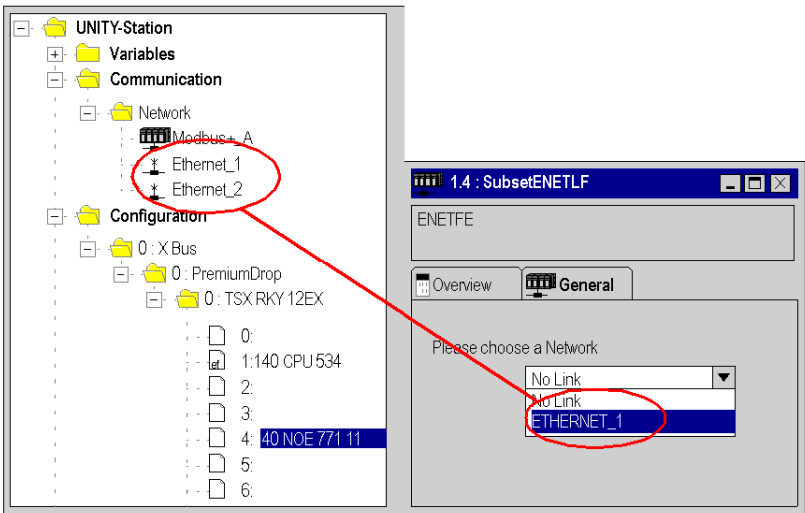 UNITY-Station
Variables
Communication
Network
Modbus+_A
Ethernet_1
Ethernet_2
Configuration
0 : X Bus
0 : PremiumDrop
0 : TSX RKY 12EX
0:
ef 1:140 CPU 534
2:
3:
4: 40 NOE 771 11
5:
6:
1.4 : SubsetENETLF
ENETFE
Overview General
Please choose a Network
No Link
No Link
ETHERNET_1